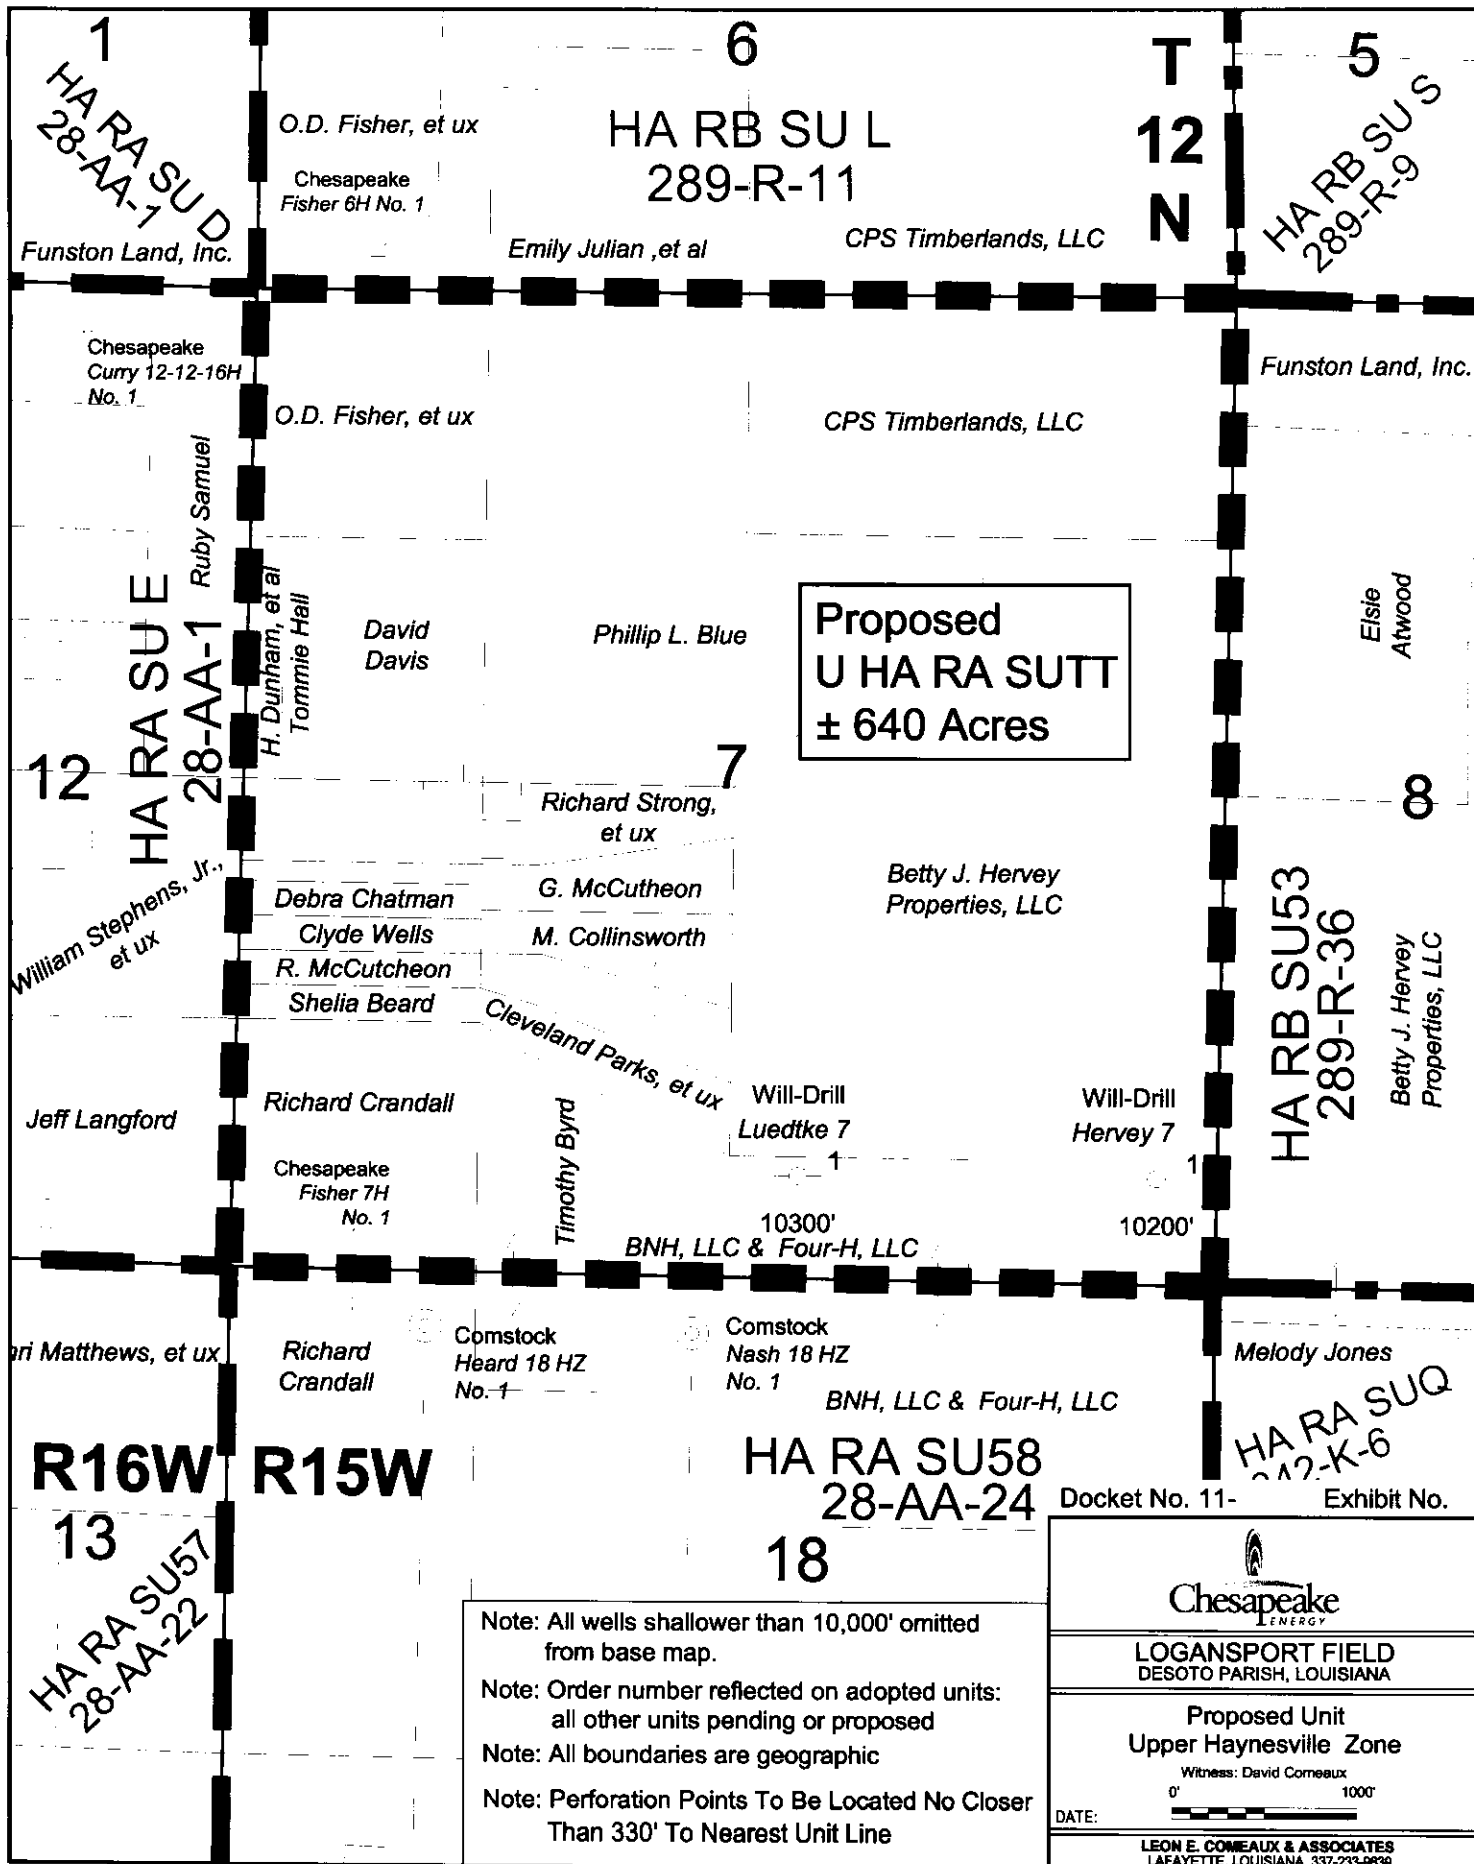 1
HA RA SU D
28-AA-1
Funston Land, Inc.
O.D. Fisher, et ux
Chesapeake
Fisher 6H No. 1
6
HA RB SU L
289-R-11
Emily Julian ,et al
CPS Timberlands, LLC
T
12
N
5
HA RB SU S
289-R-9
Chesapeake
Curry 12-12-16H
No. 1
Ruby Samuel
HA RA SU E
28-AA-1
12
William Stephens, Jr.,
et ux
Jeff Langford
O.D. Fisher, et ux
CPS Timberlands, LLC
H. Dunham, et al
Tommie Hall
David
Davis
Phillip L. Blue
Proposed
U HA RA SUTT
± 640 Acres
7
Richard Strong,
et ux
Debra Chatman
G. McCutheon
Clyde Wells
M. Collinsworth
R. McCutcheon
Shelia Beard
Cleveland Parks, et ux
Betty J. Hervey
Properties, LLC
Richard Crandall
Chesapeake
Fisher 7H
No. 1
Timothy Byrd
Will-Drill
Luedtke 7
1
10300'
Will-Drill
Hervey 7
1
10200'
BNH, LLC & Four-H, LLC
Funston Land, Inc.
Elsie
Atwood
8
HA RB SU53
289-R-36
Betty J. Hervey
Properties, LLC
ari Matthews, et ux
Richard
Crandall
Comstock
Heard 18 HZ
No. 1
Comstock
Nash 18 HZ
No. 1
BNH, LLC & Four-H, LLC
Melody Jones
HA RA SUQ
R16W
R15W
HA RA SU58
28-AA-24
18
13
HA RA SU57
28-AA-22
Note: All wells shallower than 10,000' omitted
from base map.
Note: Order number reflected on adopted units:
all other units pending or proposed
Note: All boundaries are geographic
Note: Perforation Points To Be Located No Closer
Than 330' To Nearest Unit Line
Docket No. 11- Exhibit No.
Chesapeake
ENERGY
LOGANSPORT FIELD
DESOTO PARISH, LOUISIANA
Proposed Unit
Upper Haynesville Zone
Witness: David Comeaux
0' 1000'
DATE:
LEON E. COMEAUX & ASSOCIATES
LAFAYETTE, LOUISIANA 337-233-9839